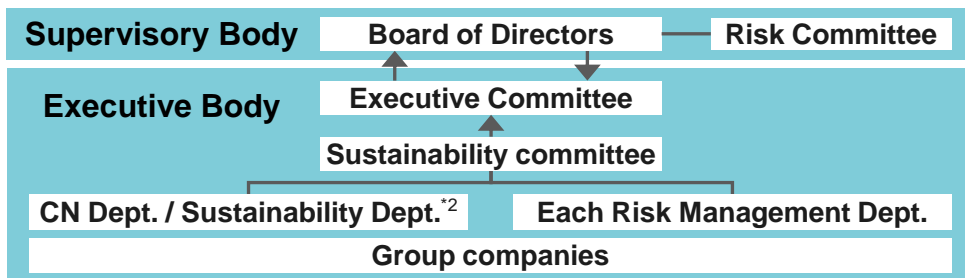 Supervisory Body
Board of Directors
Risk Committee
Executive Body
Executive Committee
Sustainability committee
CN Dept. / Sustainability Dept.*2
Each Risk Management Dept.
Group companies